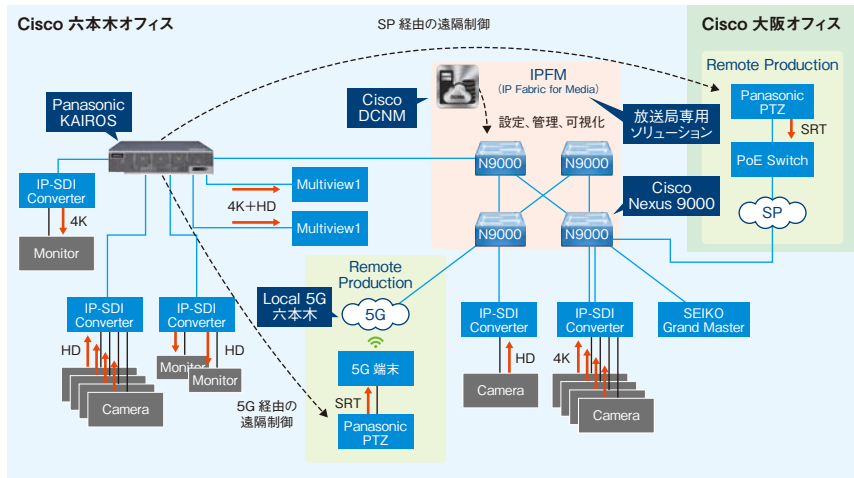 Cisco 六本木オフィス
SP 経由の遠隔制御
Cisco 大阪オフィス
Remote Production
Panasonic
PTZ
SRT
PoE Switch
SP
Panasonic
KAIROS
Cisco
DCNM
IPFM
(IP Fabric for Media)
設定、管理、可視化
放送局専用
ソリューション
N9000
N9000
N9000
N9000
Cisco
Nexus 9000
IP-SDI
Converter
4K
Monitor
Multiview1
4K+HD
Multiview1
IP-SDI
Converter
HD
Camera
IP-SDI
Converter
HD
Monitor
Monitor
Remote
Production
Local 5G
六本木
5G
5G 端末
SRT
Panasonic
PTZ
5G 経由の
遠隔制御
IP-SDI
Converter
HD
Camera
IP-SDI
Converter
4K
Camera
SEIKO
Grand Master